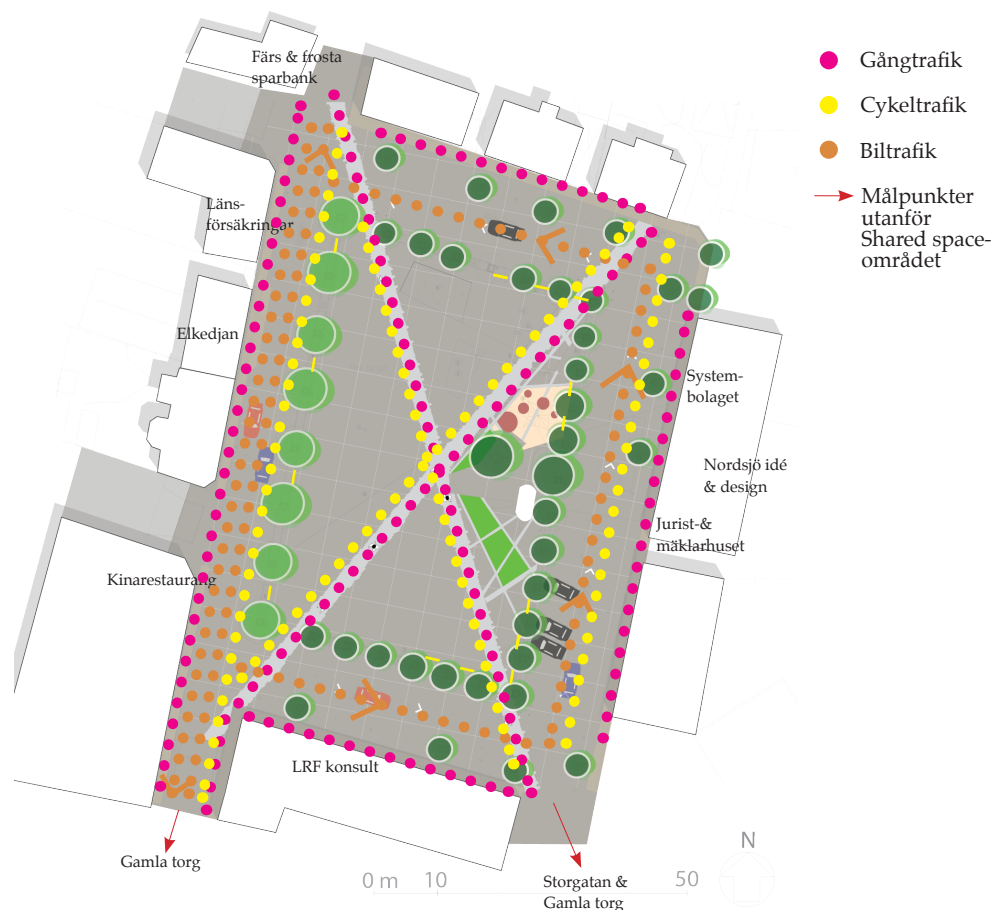 Färs & frosta
sparbank
Gångtrafik
Cykeltrafik
Biltrafik
Målpunkter
utanför
Shared space-
området
Läns-
försäkringar
Elkedjan
System-
bolaget
Nordsjö idé
& design
Jurist-&
mäklarhuset
Kinarestaurang
LRF konsult
Gamla torg
Storgatan &
Gamla torg
N
0 m 10 50